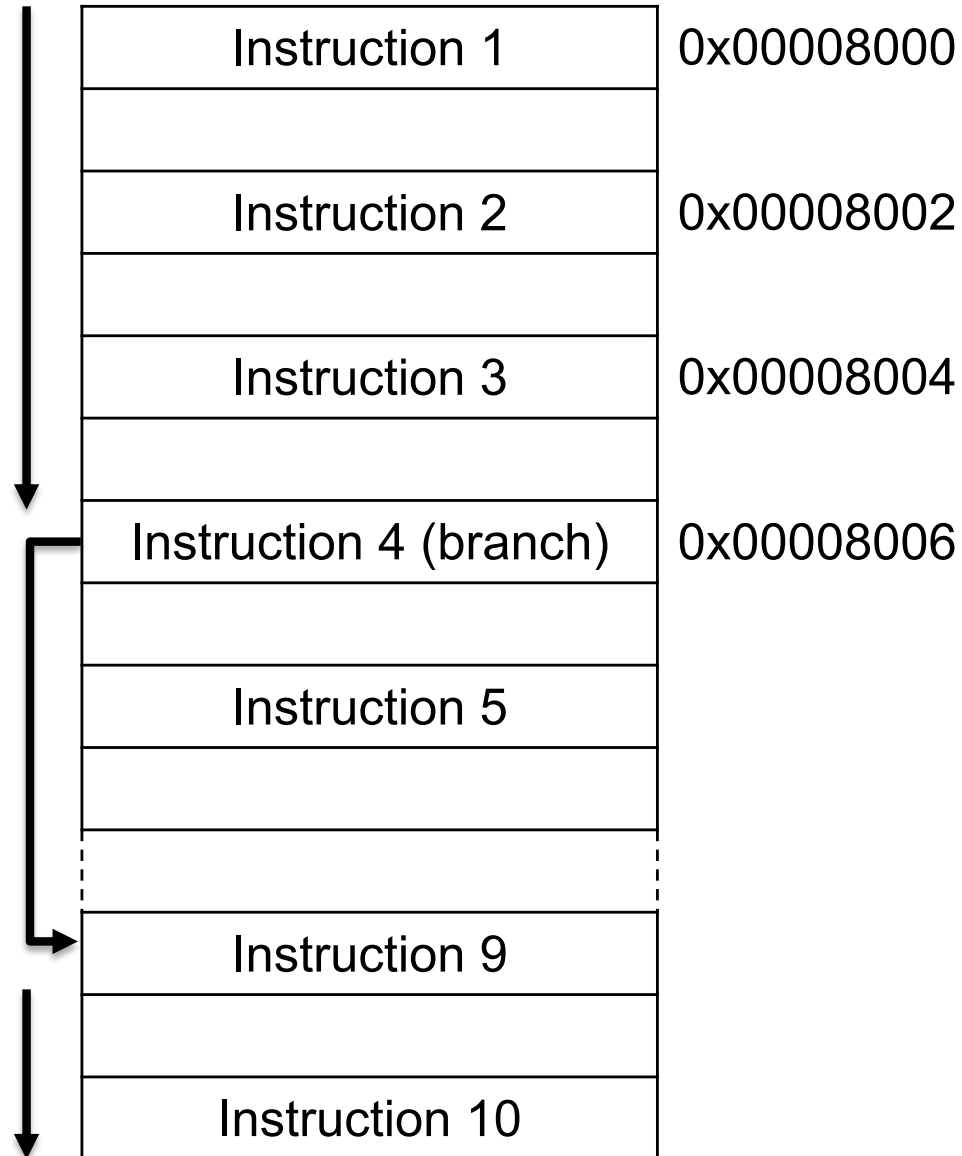 Instruction 1 0x00008000
Instruction 2 0x00008002
Instruction 3 0x00008004
Instruction 4 (branch) 0x00008006
Instruction 5
Instruction 9
Instruction 10